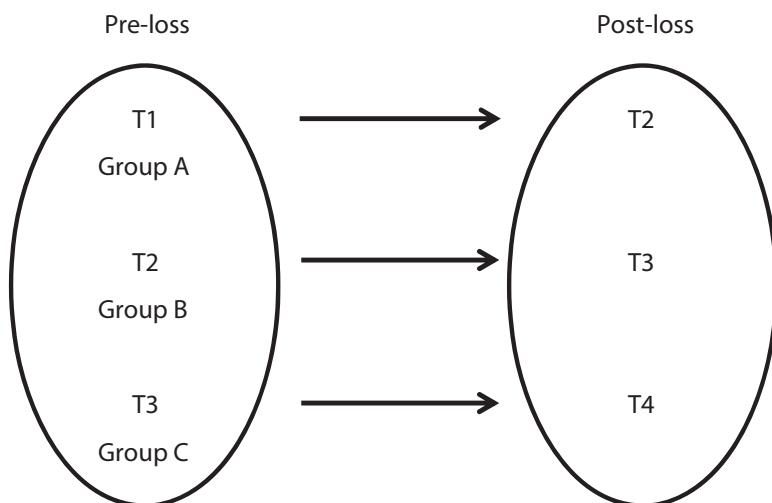 Pre-loss
Post-loss
T1
T2
Group A
T2
T3
Group B
T3
T4
Group C